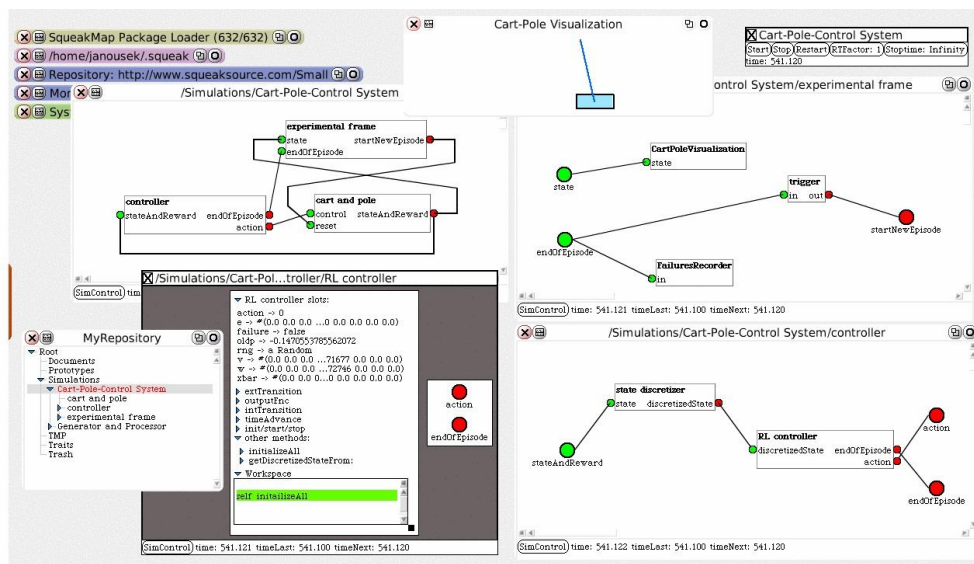 SqueakMap Package Loader (632/632)
/home/janousek/.squeak
Repository: http://www.squeaksource.com/Small
Mor
Sys
Cart-Pole Visualization
Cart-Pole-Control System
Start Stop Restart RTFactor: 1 Stoptime: Infinity
time: 541.120
/Simulations/Cart-Pole-Control System
experimental frame
state startNewEpisode
endOfEpisode
controller
stateAndReward endOfEpisode
action
cart and pole
control stateAndReward
reset
SimControl tim
ontrol System/experimental frame
CartPoleVisualization
state
state
trigger
in out
startNewEpisode
endOfEpisode
FailuresRecorder
in
SimControl time: 541.121 timeLast: 541.100 timeNext: 541.120
/Simulations/Cart-Pol...troller/RL controller
RL controller slots:
action -> 0
e -> #(0.0 0.0 0.0 ...0 0.0 0.0 0.0 0.0)
failure -> false
oldp -> -0.1470553785562072
rng -> a Random
v -> #(0.0 0.0 0.0 ...71677 0.0 0.0 0.0)
w -> #(0.0 0.0 0.0 ...72746 0.0 0.0 0.0)
xbar -> #(0.0 0.0 0...0 0.0 0.0 0.0 0.0)
extTransition
outputFnc
intTransition
timeAdvance
init/start/stop
other methods:
initializeAll
getDiscretizedStateFrom:
Workspace
self initailizeAll
action
endOfEpisode
SimControl time: 541.121 timeLast: 541.100 timeNext: 541.120
MyRepository
Root
Documents
Prototypes
Simulations
Cart-Pole-Control System
cart and pole
controller
experimental frame
Generator and Processor
TMP
Traits
Trash
/Simulations/Cart-Pole-Control System/controller
state discretizer
state discretizedState
stateAndReward
RL controller
discretizedState endOfEpisode
action
action
endOfEpisode
SimControl time: 541.122 timeLast: 541.100 timeNext: 541.120